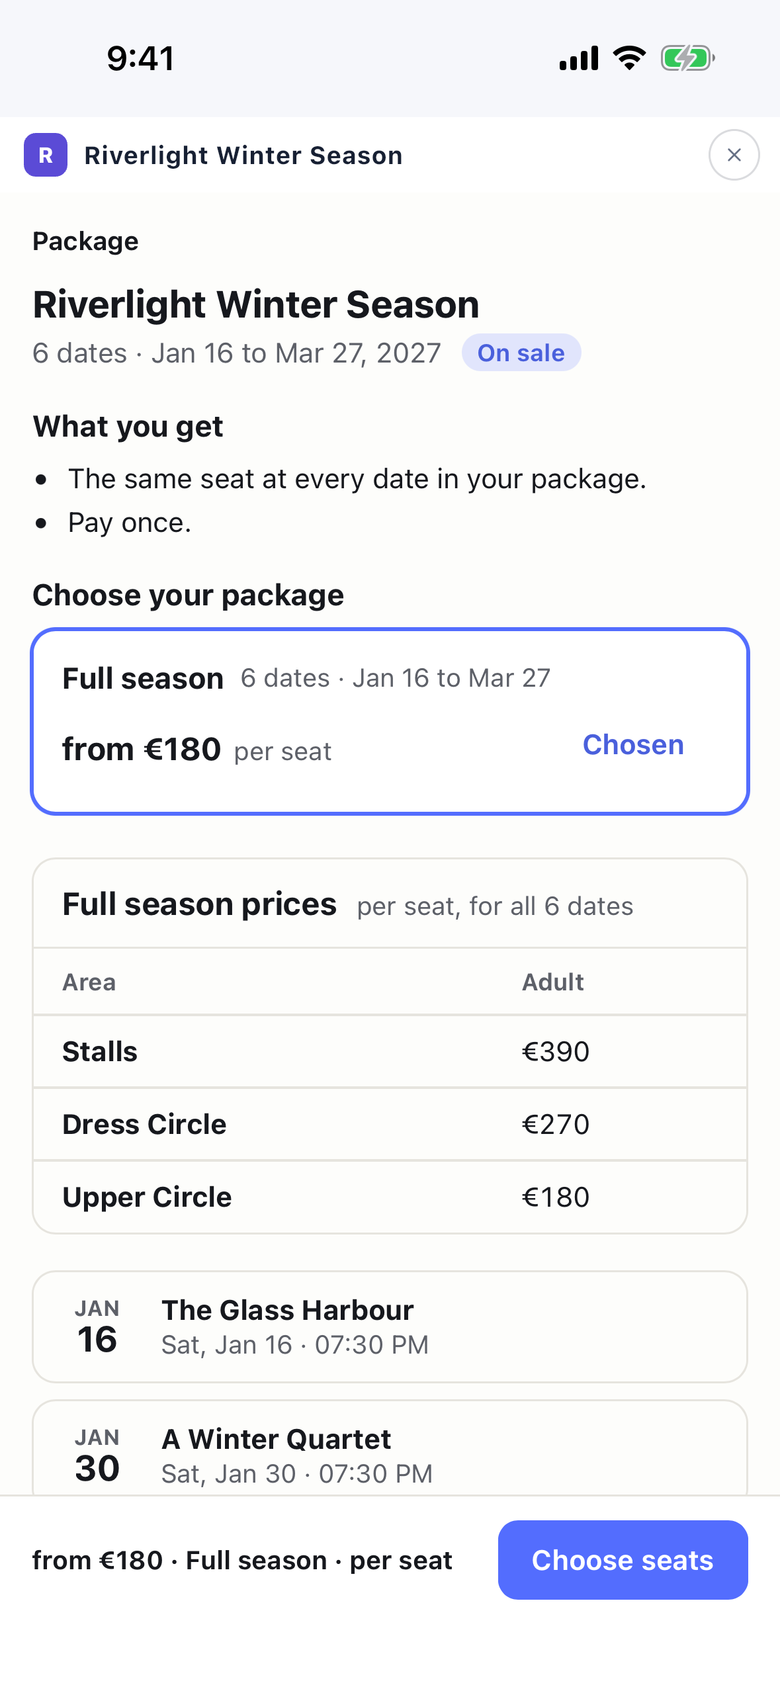 9:41
R Riverlight Winter Season
Package
Riverlight Winter Season
6 dates · Jan 16 to Mar 27, 2027 On sale
What you get
• The same seat at every date in your package.
• Pay once.
Choose your package
Full season 6 dates · Jan 16 to Mar 27
from €180 per seat Chosen
Full season prices per seat, for all 6 dates
Area Adult
Stalls €390
Dress Circle €270
Upper Circle €180
JAN
16
The Glass Harbour
Sat, Jan 16 · 07:30 PM
JAN
30
A Winter Quartet
Sat, Jan 30 · 07:30 PM
from €180 · Full season · per seat Choose seats